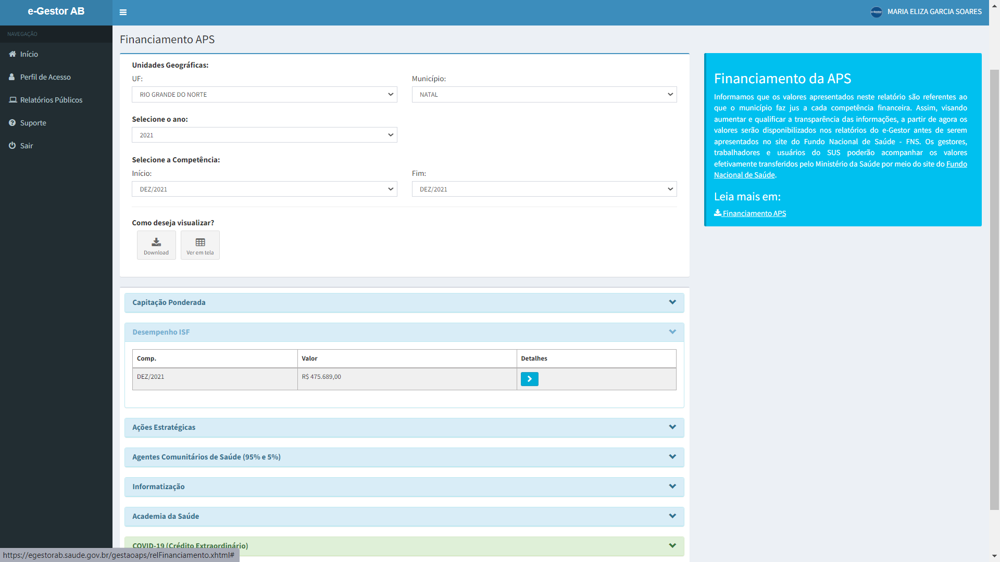 e-Gestor AB
MARIA ELIZA GARCIA SOARES
NAVEGAÇÃO
Início
Perfil de Acesso
Relatórios Públicos
Suporte
Sair
Financiamento APS
Unidades Geográficas:
UF:
Município:
RIO GRANDE DO NORTE
NATAL
Selecione o ano:
2021
Selecione a Competência:
Início:
Fim:
DEZ/2021
DEZ/2021
Como deseja visualizar?
Download
Ver em tela
Financiamento da APS
Informamos que os valores apresentados neste relatório são referentes ao
que o município faz jus a cada competência financeira. Assim, visando
aumentar e qualificar a transparência das informações, a partir de agora os
valores serão disponibilizados nos relatórios do e-Gestor antes de serem
apresentados no site do Fundo Nacional de Saúde - FNS. Os gestores,
trabalhadores e usuários do SUS poderão acompanhar os valores
efetivamente transferidos pelo Ministério da Saúde por meio do site do Fundo
Nacional de Saúde.
Leia mais em:
Financiamento APS
Capitação Ponderada
Desempenho ISF
Comp.
Valor
Detalhes
DEZ/2021
R$ 475.689,00
Ações Estratégicas
Agentes Comunitários de Saúde (95% e 5%)
Informatização
Academia da Saúde
COVID-19 (Crédito Extraordinário)
https://egestorab.saude.gov.br/gestaoaps/relFinanciamento.xhtml#